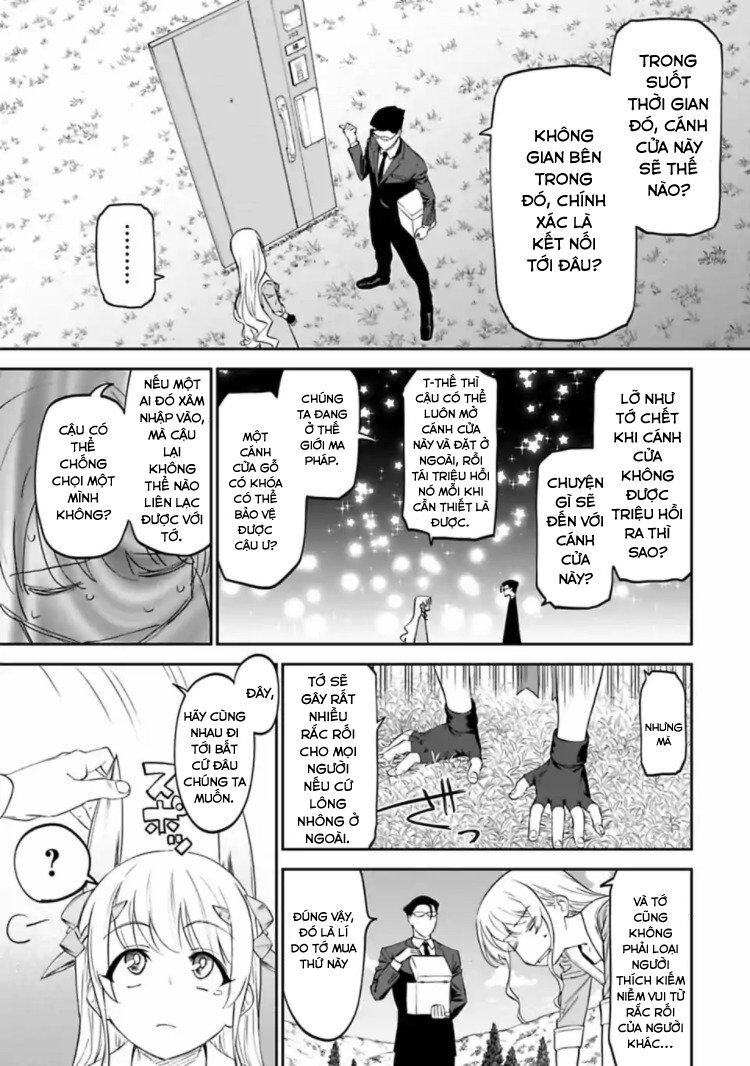 TRONG
SUỐT
THỜI GIAN
ĐÓ, CÁNH
CỬA NÀY
SẼ THẾ
NÀO?
KHÔNG
GIAN BÊN
TRONG
ĐÓ, CHÍNH
XÁC LÀ
KẾT NỐI
TỚI ĐÂU?
........
LỠ NHƯ
TỚ CHẾT
KHI CÁNH
CỬA
KHÔNG
ĐƯỢC
TRIỆU HỒI
RA THÌ
SAO?
CHUYỆN
GÌ SẼ
ĐẾN VỚI
CÁNH
CỬA
NÀY?
T-THẾ THÌ
CẬU CÓ THỂ
LUÔN MỞ
CÁNH CỬA
NÀY VÀ ĐẶT Ở
NGOÀI, RỒI
TÁI TRIỆU HỒI
NÓ MỖI KHI
CẦN THIẾT LÀ
ĐƯỢC.
CHÚNG
TA ĐANG
Ở THẾ
GIỚI MA
PHÁP.
MỘT
CÁNH
CỬA GỖ
CÓ KHÓA
CÓ THỂ
BẢO VỆ
ĐƯỢC
CẬU Ư?
NẾU MỘT
AI ĐÓ XÂM
NHẬP VÀO,
MÀ CẬU
LẠI
KHÔNG
THỂ NÀO
LIÊN LẠC
ĐƯỢC VỚI
TỚ.
CẬU CÓ
THỂ
CHỐNG
CHỌI MỘT
MÌNH
KHÔNG?
NHƯNG
MÀ
TỚ SẼ
GÂY RẤT
NHIỀU
RẮC RỐI
CHO MỌI
NGƯỜI
NẾU CỨ
LÔNG
NHÔNG Ở
NGOÀI.
VÀ TỚ
CŨNG
KHÔNG
PHẢI LOẠI
NGƯỜI
THÍCH KIẾM
NIỀM VUI TỪ
RẮC RỐI
CỦA NGƯỜI
KHÁC...
ĐÚNG VẬY,
ĐÓ LÀ LÍ
DO TỚ MUA
THỨ NÀY
ĐÂY,
HÃY CÙNG
NHAU ĐI
TỚI BẤT
CỨ ĐÂU
CHÚNG TA
MUỐN.
スポッ
?